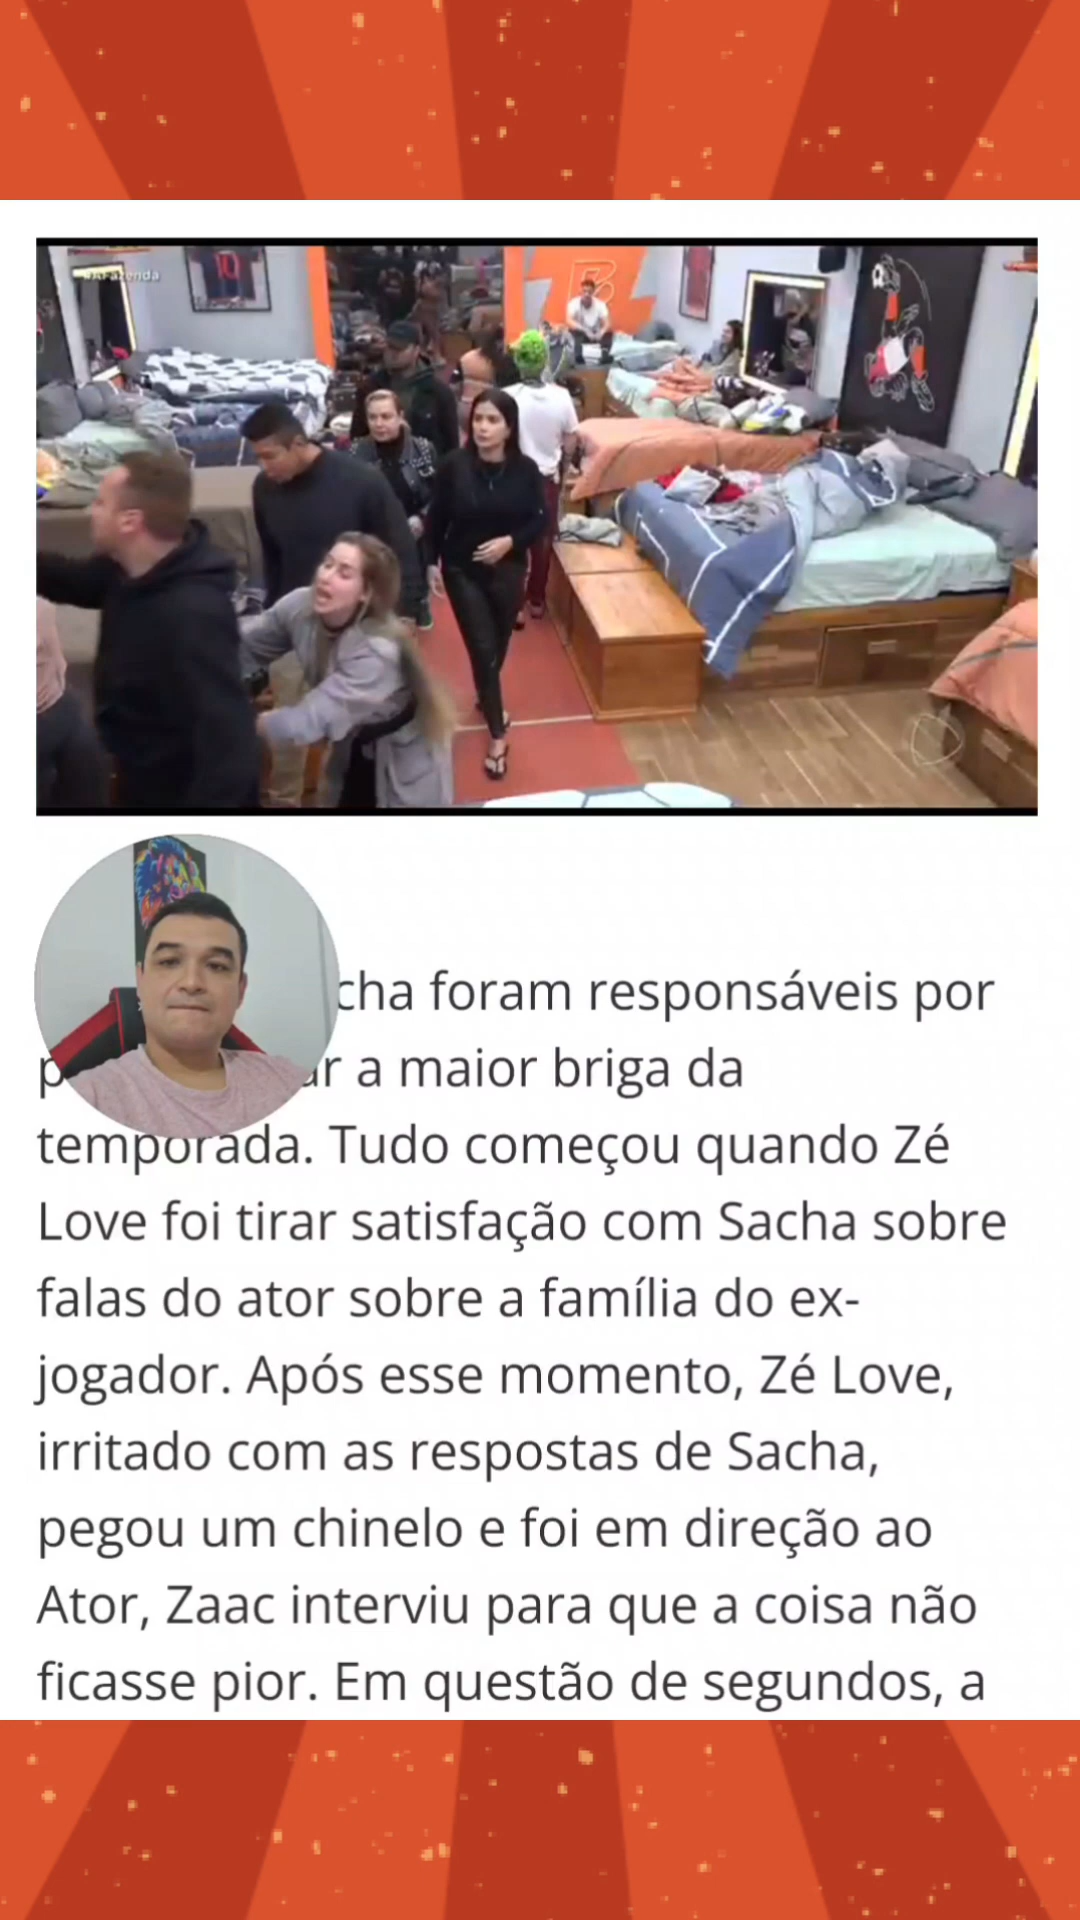 10
B
cha foram responsáveis por
r a maior briga da
temporada. Tudo começou quando Zé
Love foi tirar satisfação com Sacha sobre
falas do ator sobre a família do ex-
jogador. Após esse momento, Zé Love,
irritado com as respostas de Sacha,
pegou um chinelo e foi em direção ao
Ator, Zaac interviu para que a coisa não
ficasse pior. Em questão de segundos, a